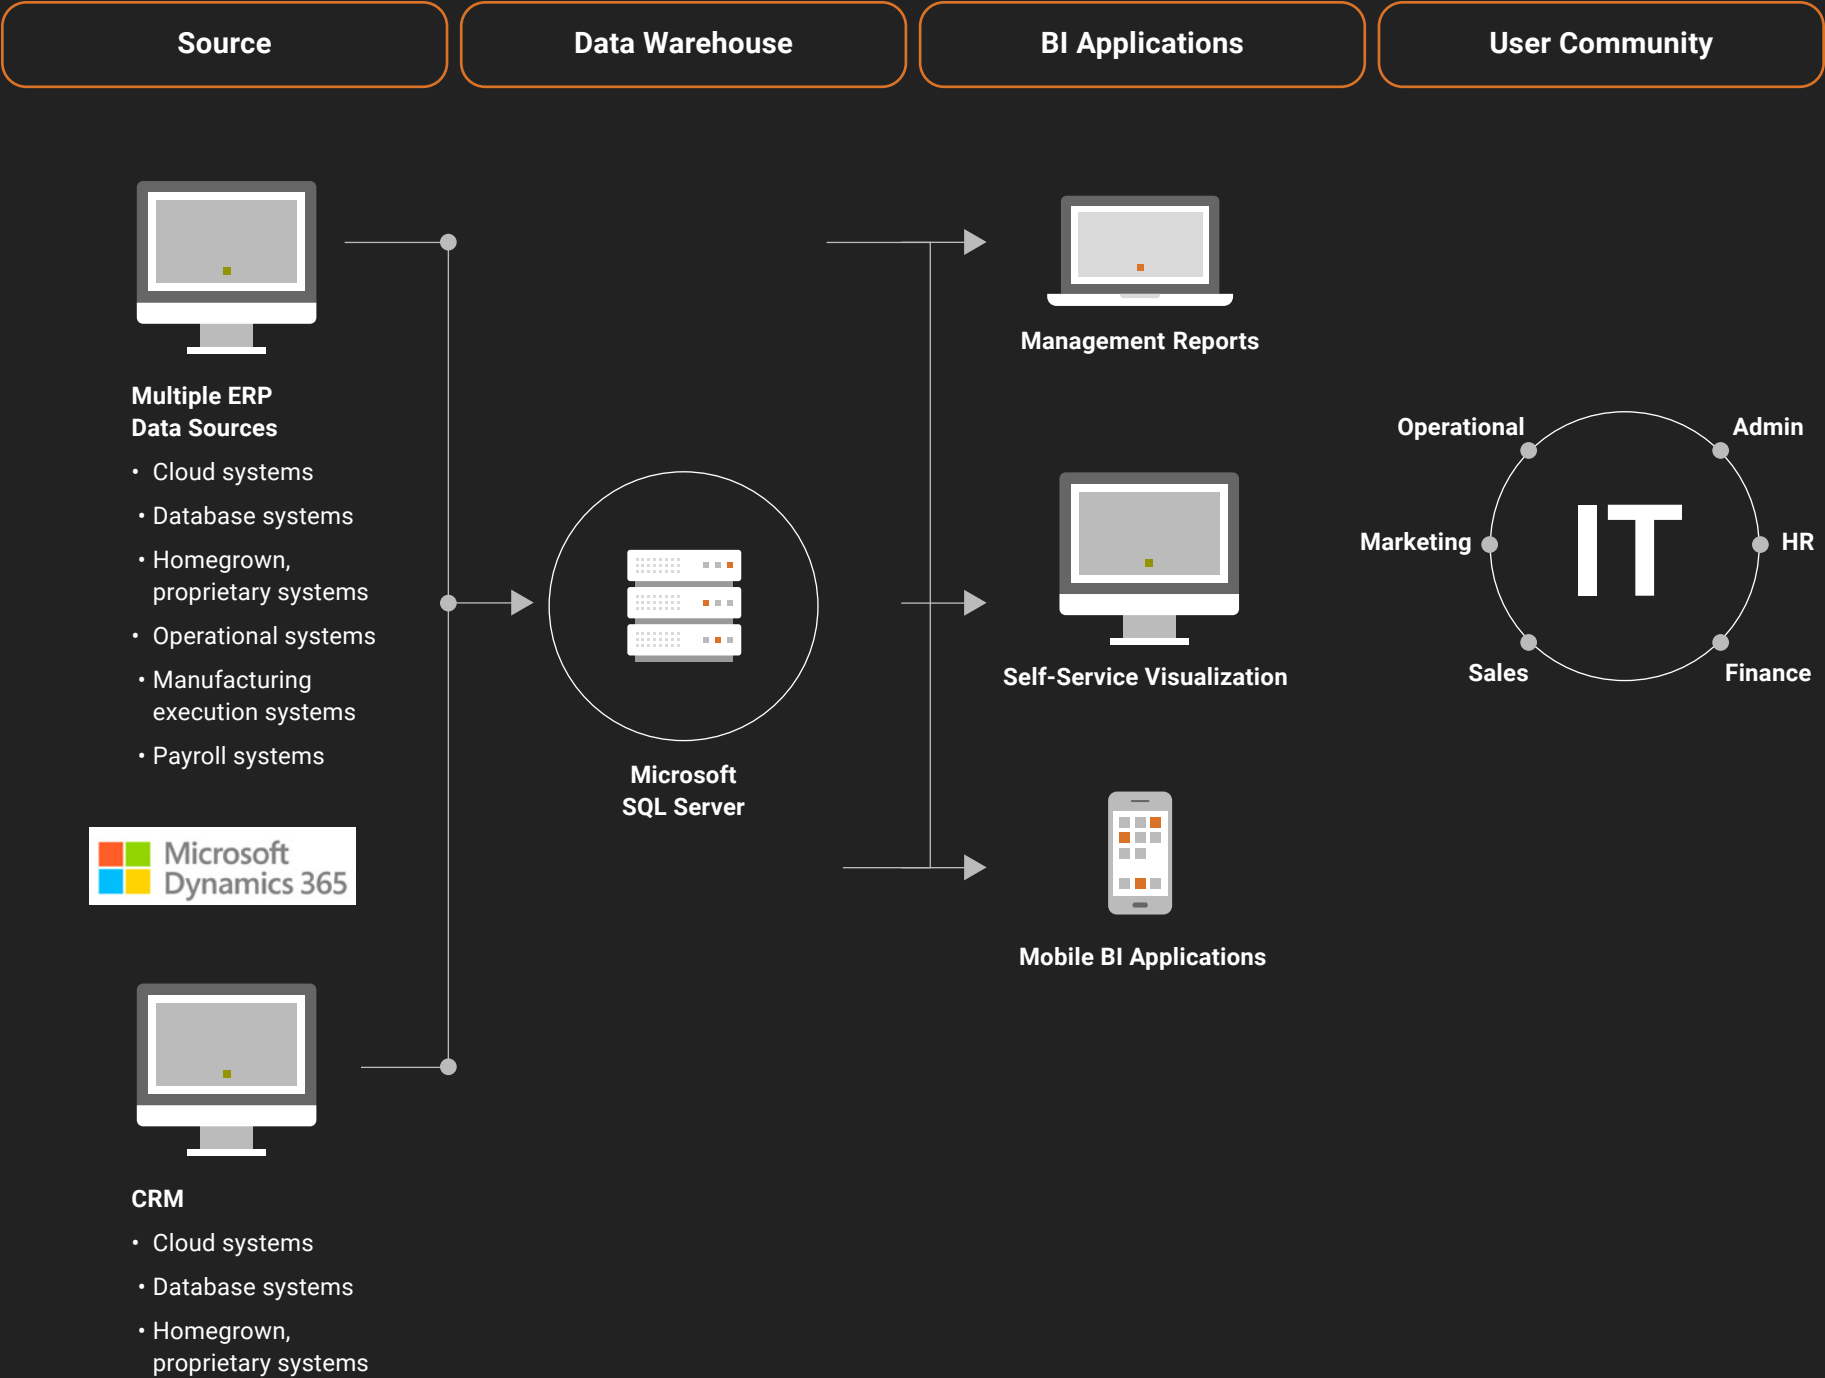 Source
Data Warehouse
BI Applications
User Community
Multiple ERP
Data Sources
• Cloud systems
• Database systems
• Homegrown,
proprietary systems
• Operational systems
• Manufacturing
execution systems
• Payroll systems
Microsoft
Dynamics 365
CRM
• Cloud systems
• Database systems
• Homegrown,
proprietary systems
Microsoft
SQL Server
Management Reports
Self-Service Visualization
Mobile BI Applications
Operational
Admin
Marketing
IT
HR
Sales
Finance